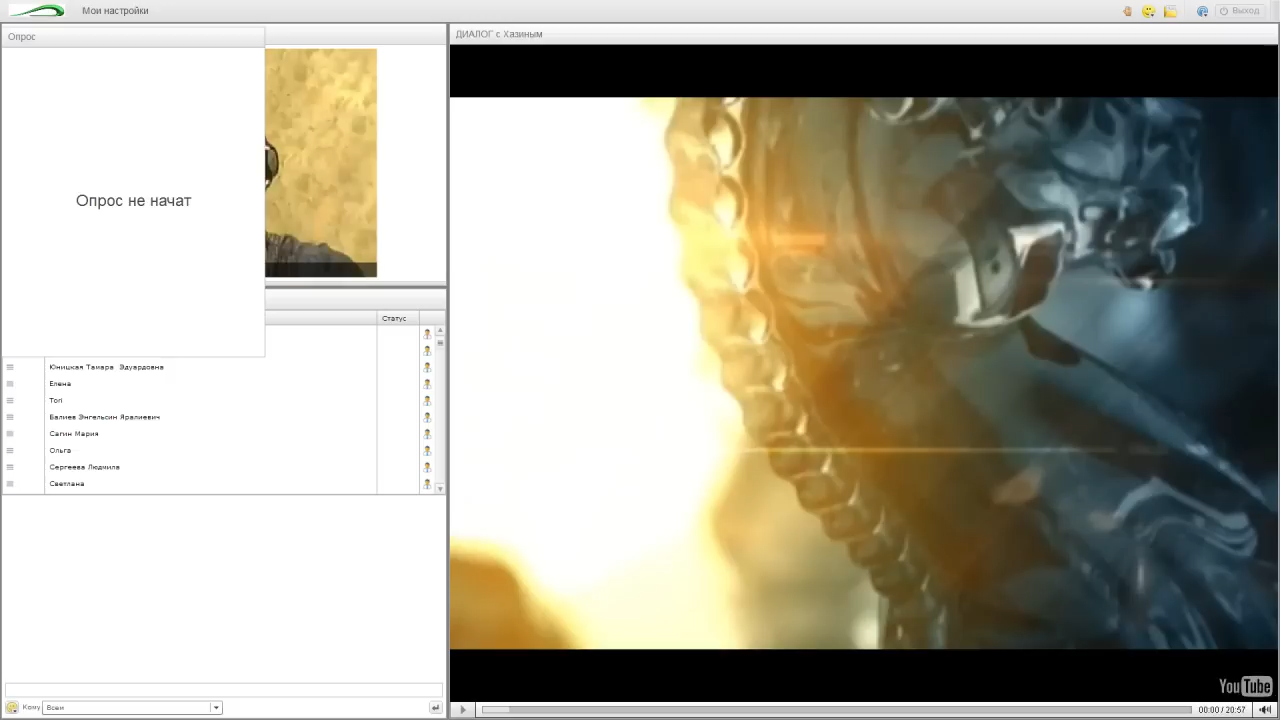 Мои настройки
Выход
Опрос
Опрос не начат
Статус
Юницкая Тамара Эдуардовна
Елена
Tori
Валиев Энгельсин Яралиевич
Сагин Мария
Ольга
Сергеева Людмила
Светлана
Кому
Всем
ДИАЛОГ с Хазиным
YouTube
00:00 / 20:57